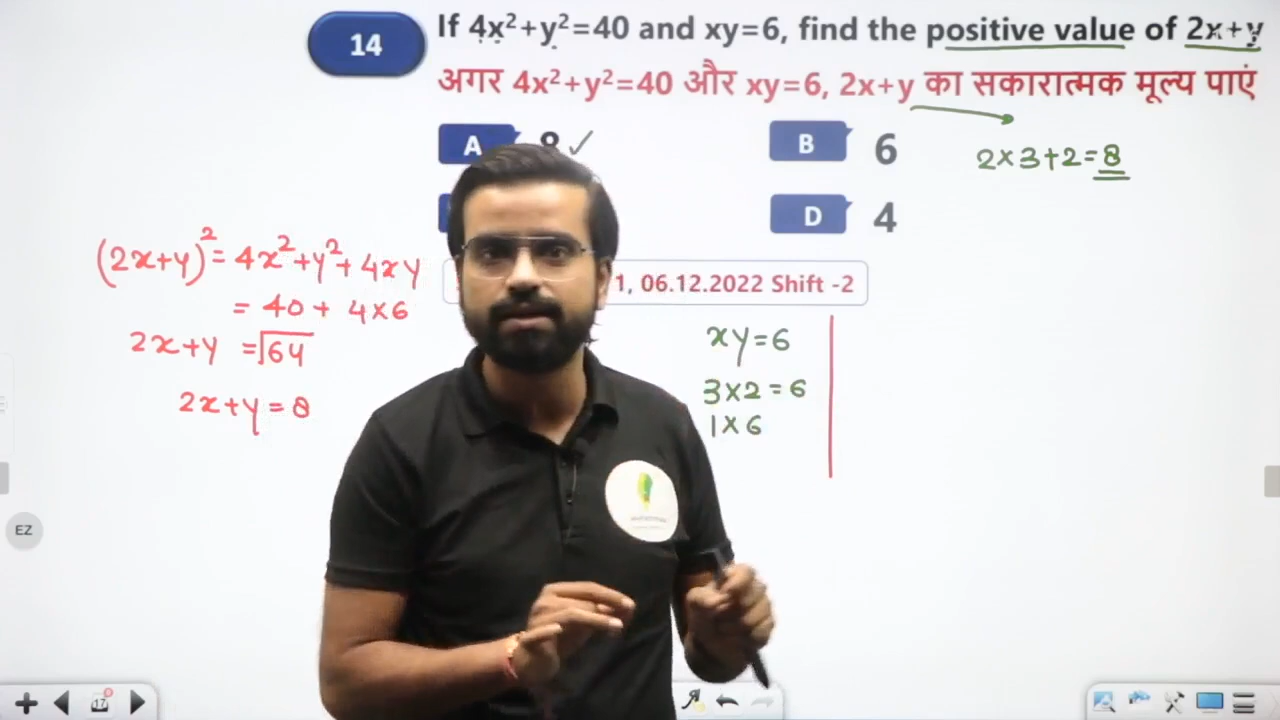 14
If 4x²+y²=40 and xy=6, find the positive value of 2x+y
अगर 4x²+y²=40 और xy=6, 2x+y का सकारात्मक मूल्य पाएं
A 8 ✓
B 6
2×3+2=8
D 4
1, 06.12.2022 Shift -2
(2x+y)²= 4x²+y²+4xy
= 40 + 4×6
2x+y =√64
2x+y=8
xy=6
3×2=6
1×6
EZ
17